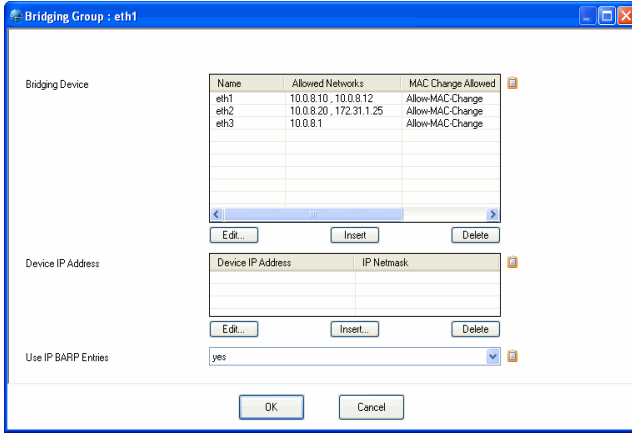 Bridging Group : eth1
Bridging Device
Name Allowed Networks MAC Change Allowed
eth1 10.0.8.10 , 10.0.8.12 Allow-MAC-Change
eth2 10.0.8.20 , 172.31.1.25 Allow-MAC-Change
eth3 10.0.8.1 Allow-MAC-Change
Edit... Insert Delete
Device IP Address
Device IP Address IP Netmask
Edit... Insert... Delete
Use IP BARP Entries yes
OK Cancel